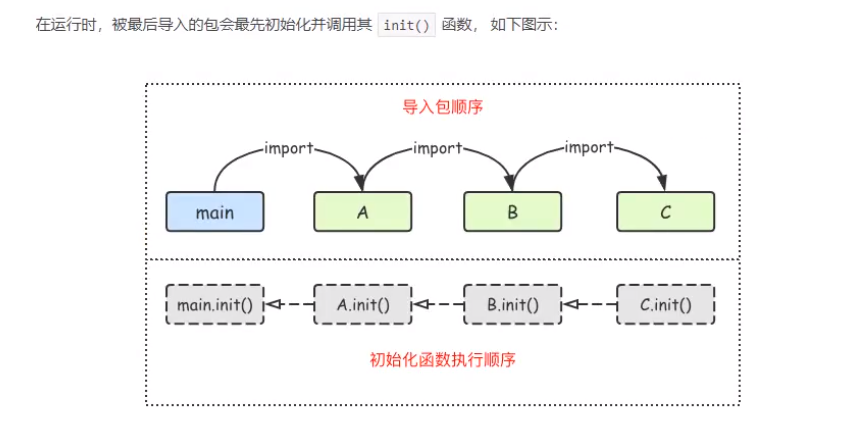 在运行时，被最后导入的包会最先初始化并调用其 init() 函数， 如下图示：
导入包顺序
import import import
main A B C
main.init() A.init() B.init() C.init()
初始化函数执行顺序